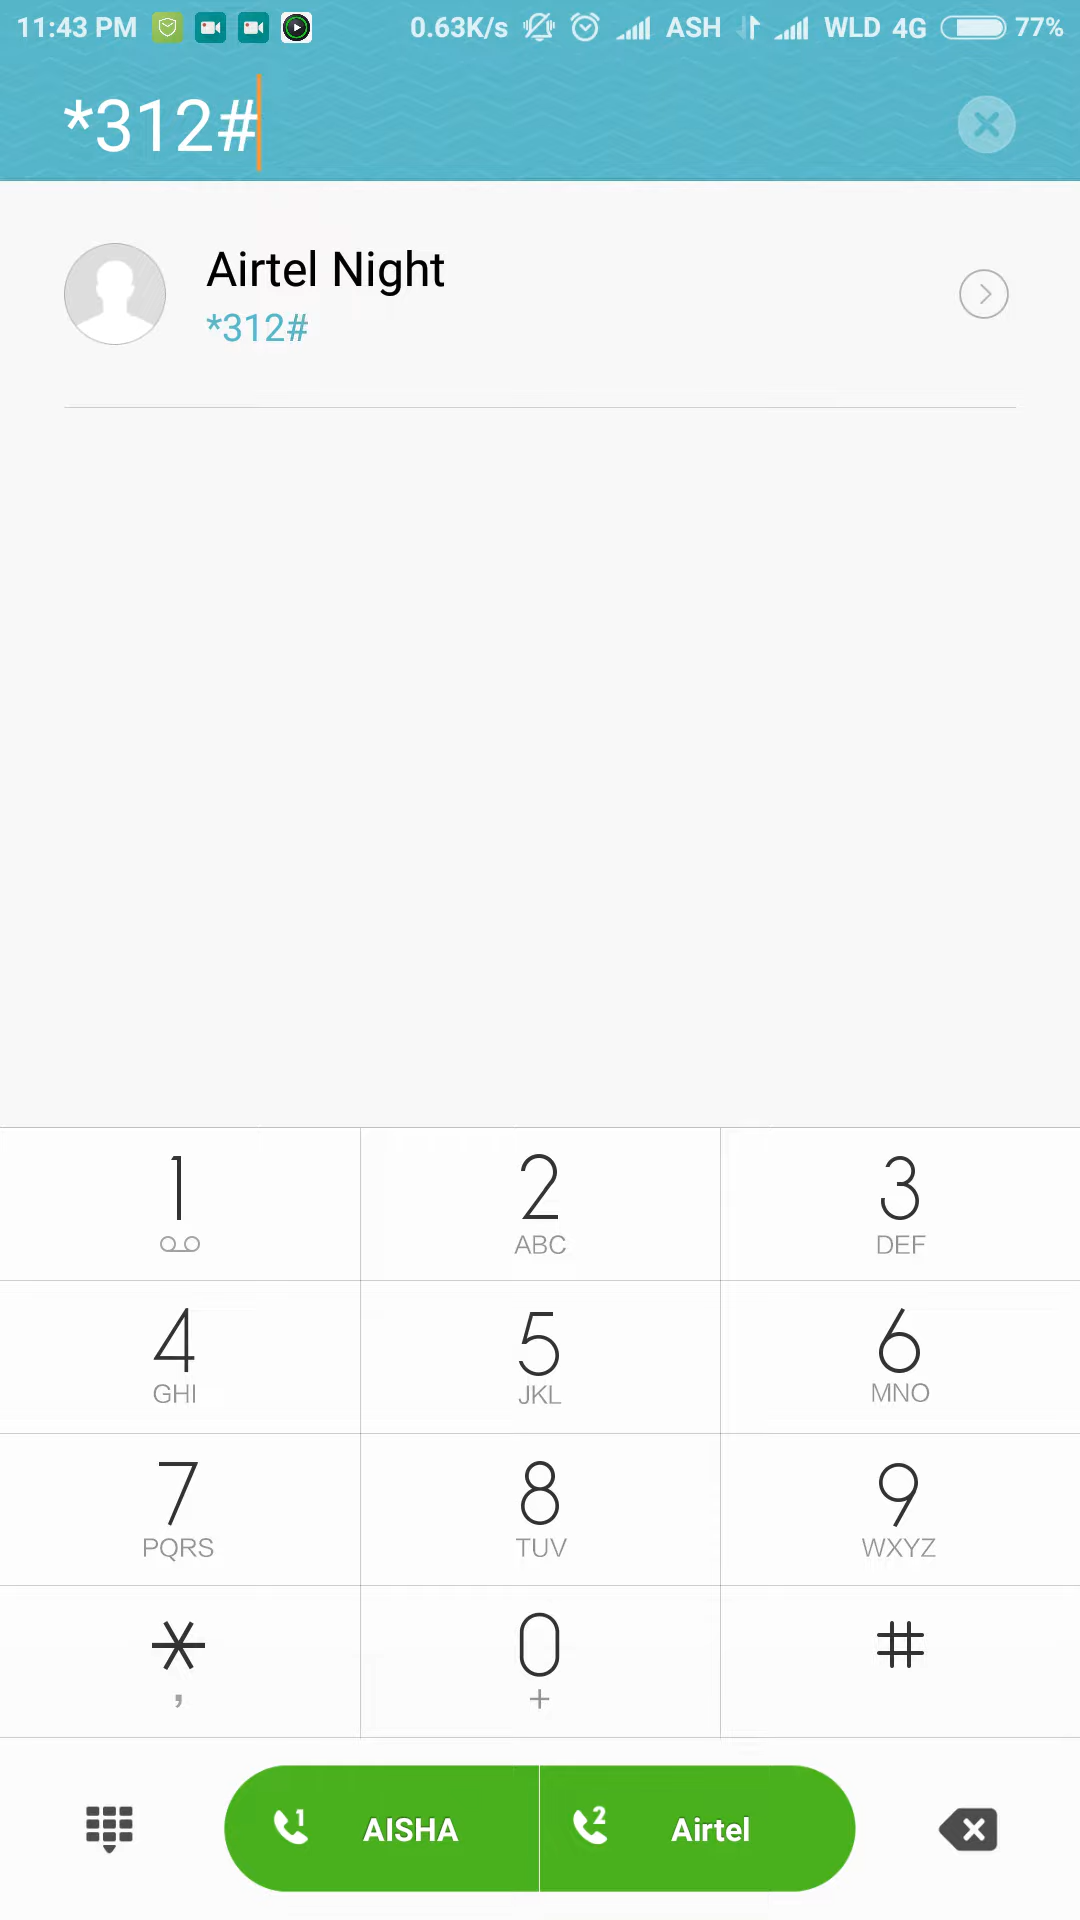 11:43 PM 0.63K/s ASH WLD 4G 77%
*312#
Airtel Night
*312#
1 2 3
ABC DEF
4 5 6
GHI JKL MNO
7 8 9
PQRS TUV WXYZ
* 0 #
, +
1 AISHA 2 Airtel